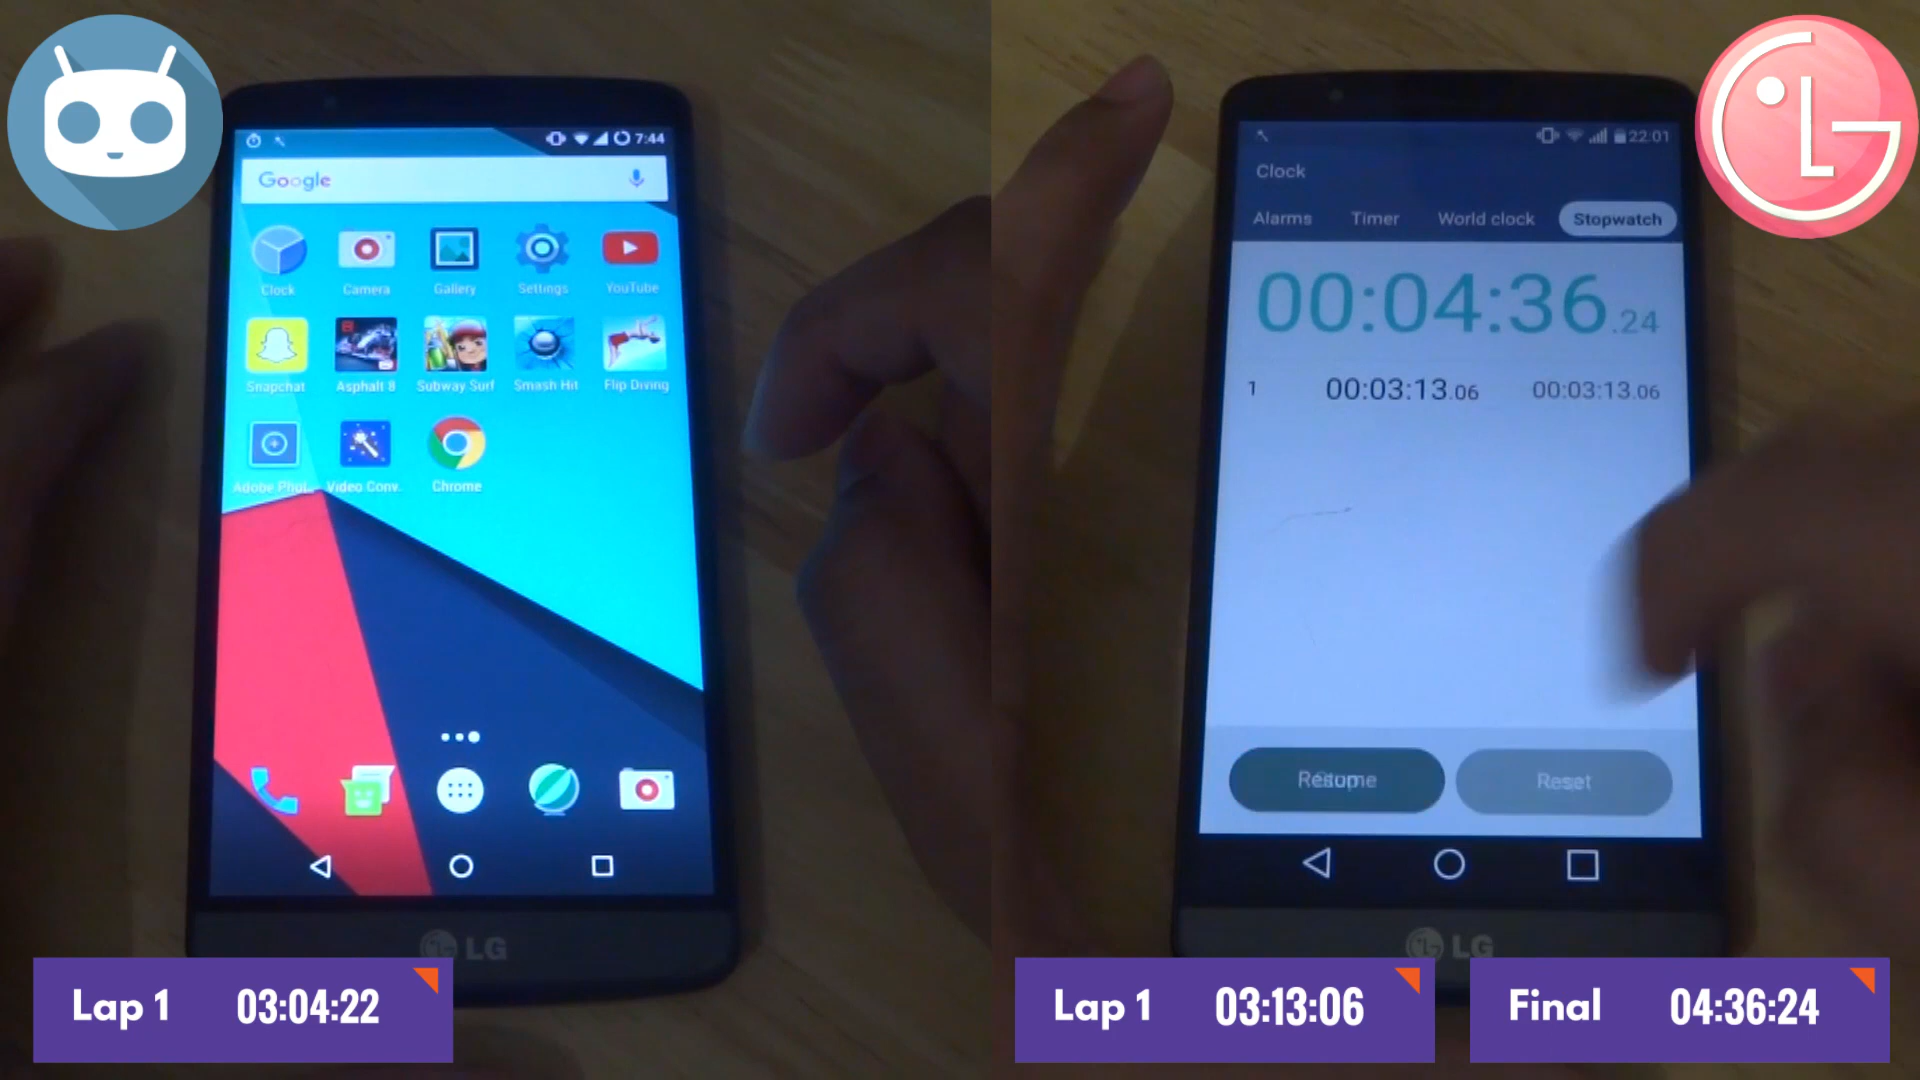 7:44
Google
Clock Camera Gallery Settings YouTube
Snapchat Asphalt 8 Subway Surf Smash Hit Flip Diving
Adobe Phot.. Video Conv.. Chrome
LG
Lap 1 03:04:22
22:01
Clock
Alarms Timer World clock Stopwatch
00:04:36.24
1 00:03:13.06 00:03:13.06
Reset
LG
Lap 1 03:13:06
Final 04:36:24
LG